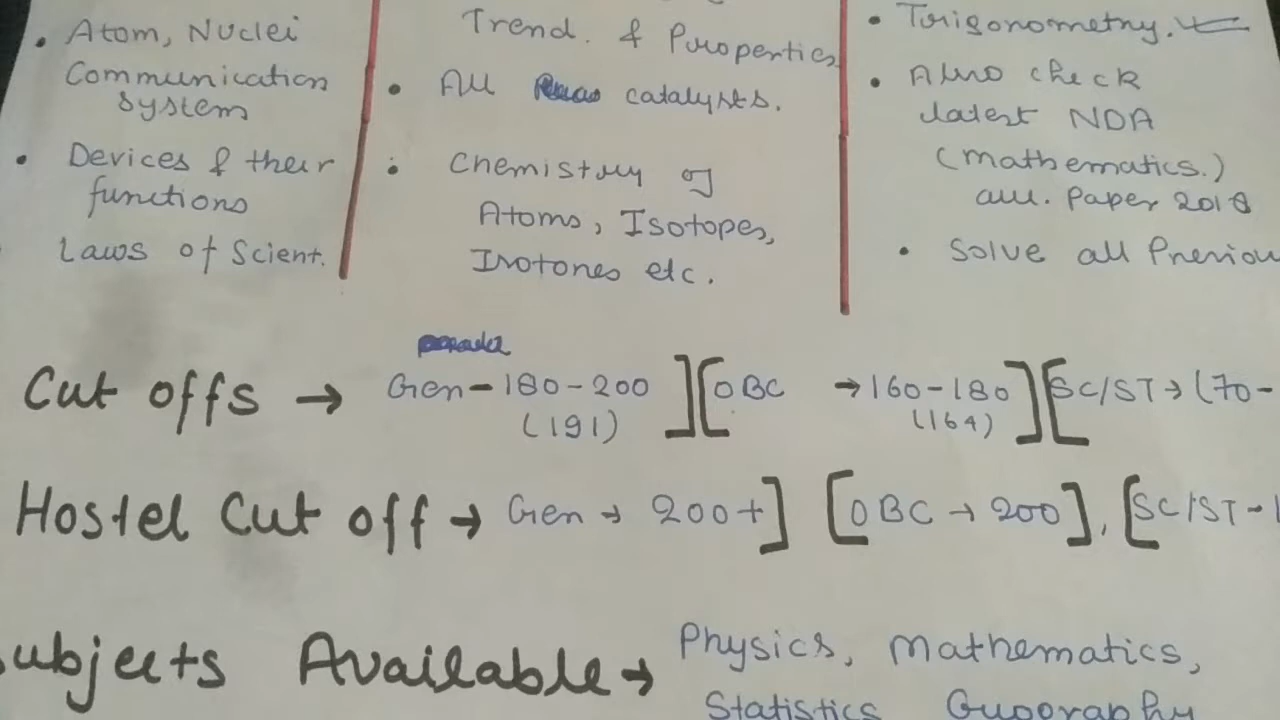 Atom, Nuclei
Communication
system
Devices & their
functions
Laws of Scient.
Trend. & Properties
All catalysts.
Chemistry of
Atoms, Isotopes,
Isotones etc.
Trigonometry.
Also check
latest NDA
(mathematics.)
Paper 2018
Solve all Previou
Cut offs → Gen-180-200 ] [OBC →160-180] [SC/ST→ (70-
(191) (164)
Hostel Cut off → Gen → 200+] [OBC → 200], [SC/ST-1
ubjects Available → Physics, Mathematics,
Statistics Geography